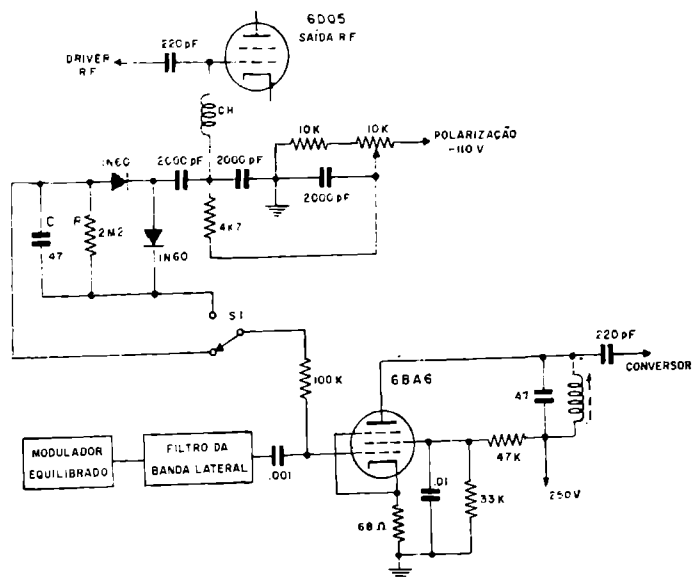 6DQ5
SAÍDA RF
220 pF
DRIVER
RF
CH
10K
10K
POLARIZAÇÃO
-110 V
1N60
2000 pF
2000 pF
2000 pF
C
47
R
2M2
1N60
4K7
S1
100K
6BA6
220 pF
CONVERSOR
47
47K
250V
MODULADOR
EQUILIBRADO
FILTRO DA
BANDA LATERAL
.001
.01
33K
68Ω